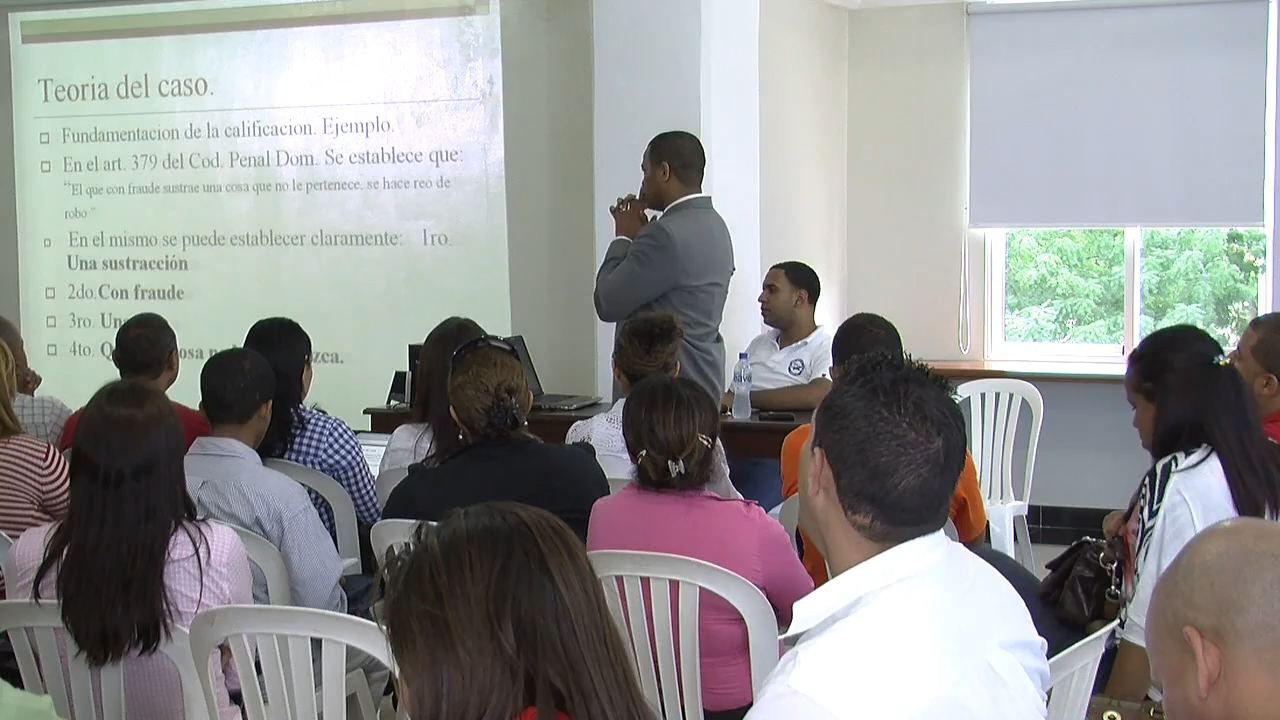 Teoria del caso.
Fundamentacion de la calificacion. Ejemplo.
En el art. 379 del Cod. Penal Dom. Se establece que:
"El que con fraude sustrae una cosa que no le pertenece, se hace reo de
robo"
En el mismo se puede establecer claramente: 1ro.
Una sustracción
2do. Con fraude
3ro.
4to.